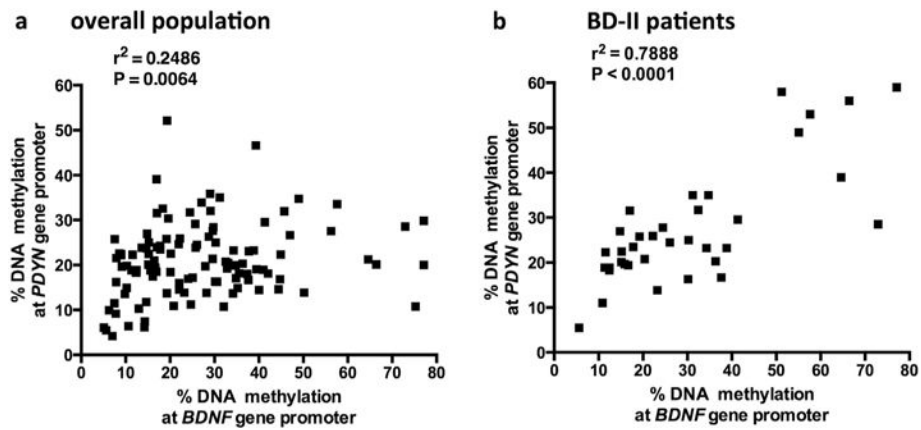 a overall population
r² = 0.2486
P = 0.0064
% DNA methylation
at PDYN gene promoter
60
50
40
30
20
10
0
0 10 20 30 40 50 60 70 80
% DNA methylation
at BDNF gene promoter
b BD-II patients
r² = 0.7888
P < 0.0001
% DNA methylation
at PDYN gene promoter
60
50
40
30
20
10
0
0 10 20 30 40 50 60 70 80
% DNA methylation
at BDNF gene promoter